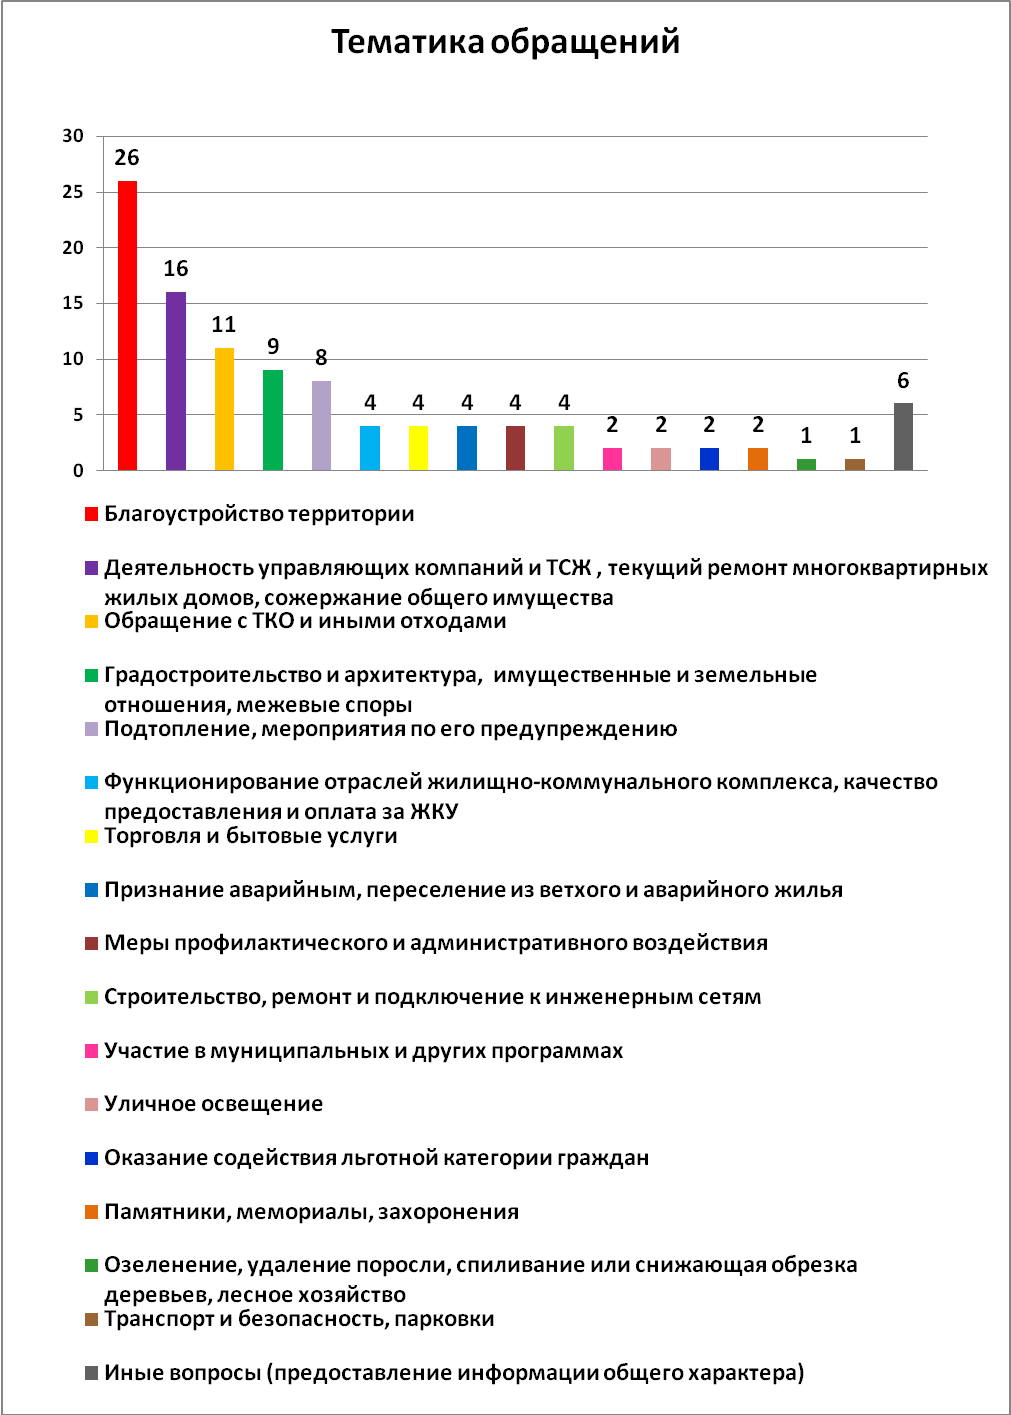 Тематика обращений
30
25
20
15
10
5
0
26
16
11
9
8
4
4
4
4
4
2
2
2
2
1
1
6
Благоустройство территории
Деятельность управляющих компаний и ТСЖ , текущий ремонт многоквартирных
жилых домов, сожержание общего имущества
Обращение с ТКО и иными отходами
Градостроительство и архитектура,  имущественные и земельные
отношения, межевые споры
Подтопление, мероприятия по его предупреждению
Функционирование отраслей жилищно-коммунального комплекса, качество
предоставления и оплата за ЖКУ
Торговля и бытовые услуги
Признание аварийным, переселение из ветхого и аварийного жилья
Меры профилактического и административного воздействия
Строительство, ремонт и подключение к инженерным сетям
Участие в муниципальных и других программах
Уличное освещение
Оказание содействия льготной категории граждан
Памятники, мемориалы, захоронения
Озеленение, удаление поросли, спиливание или снижающая обрезка
деревьев, лесное хозяйство
Транспорт и безопасность, парковки
Иные вопросы (предоставление информации общего характера)